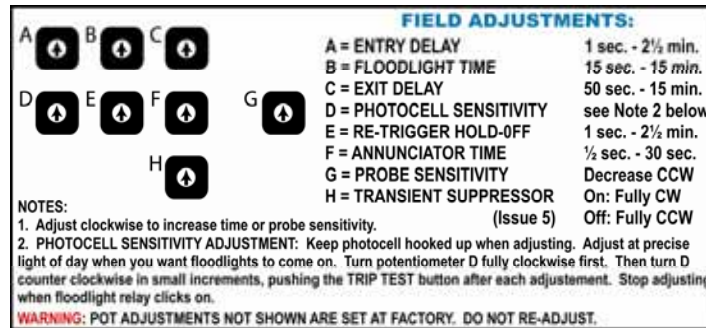 FIELD ADJUSTMENTS:
A B C
D E F G
H
A = ENTRY DELAY 1 sec. - 2½ min.
B = FLOODLIGHT TIME 15 sec. - 15 min.
C = EXIT DELAY 50 sec. - 15 min.
D = PHOTOCELL SENSITIVITY see Note 2 below
E = RE-TRIGGER HOLD-OFF 1 sec. - 2½ min.
F = ANNUNCIATOR TIME ½ sec. - 30 sec.
G = PROBE SENSITIVITY Decrease CCW
H = TRANSIENT SUPPRESSOR On: Fully CW
(Issue 5) Off: Fully CCW
NOTES:
1. Adjust clockwise to increase time or probe sensitivity.
2. PHOTOCELL SENSITIVITY ADJUSTMENT: Keep photocell hooked up when adjusting. Adjust at precise
light of day when you want floodlights to come on. Turn potentiometer D fully clockwise first. Then turn D
counter clockwise in small increments, pushing the TRIP TEST button after each adjustement. Stop adjusting
when floodlight relay clicks on.
WARNING: POT ADJUSTMENTS NOT SHOWN ARE SET AT FACTORY. DO NOT RE-ADJUST.